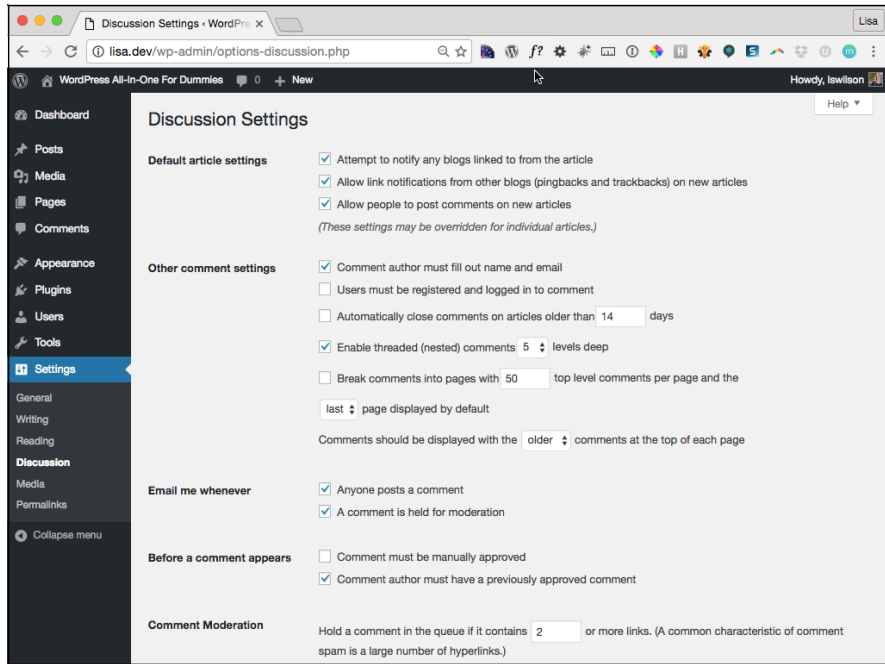 Discussion Settings ‹ WordPre
Lisa
lisa.dev/wp-admin/options-discussion.php
f?
WordPress All-In-One For Dummies 0 + New
Howdy, lswilson
Help
Dashboard
Posts
Media
Pages
Comments
Appearance
Plugins
Users
Tools
Settings
General
Writing
Reading
Discussion
Media
Permalinks
Collapse menu
Discussion Settings
Default article settings
Attempt to notify any blogs linked to from the article
Allow link notifications from other blogs (pingbacks and trackbacks) on new articles
Allow people to post comments on new articles
(These settings may be overridden for individual articles.)
Other comment settings
Comment author must fill out name and email
Users must be registered and logged in to comment
Automatically close comments on articles older than 14 days
Enable threaded (nested) comments 5 levels deep
Break comments into pages with 50 top level comments per page and the
last page displayed by default
Comments should be displayed with the older comments at the top of each page
Email me whenever
Anyone posts a comment
A comment is held for moderation
Before a comment appears
Comment must be manually approved
Comment author must have a previously approved comment
Comment Moderation
Hold a comment in the queue if it contains 2 or more links. (A common characteristic of comment
spam is a large number of hyperlinks.)